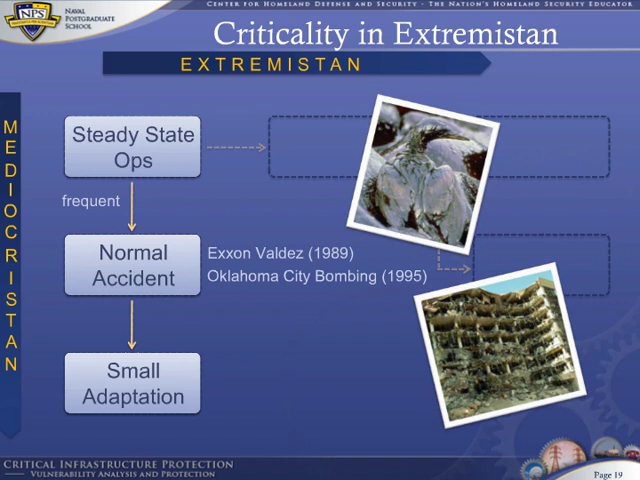 CENTER FOR HOMELAND DEFENSE AND SECURITY - THE NATION'S HOMELAND SECURITY EDUCATOR
NPS
NAVAL
POSTGRADUATE
SCHOOL
Criticality in Extremistan
EXTREMISTAN
MEDIOCRISTAN
Steady State
Ops
frequent
Normal
Accident
Exxon Valdez (1989)
Oklahoma City Bombing (1995)
Small
Adaptation
CRITICAL INFRASTRUCTURE PROTECTION
VULNERABILITY ANALYSIS AND PROTECTION
Page 19